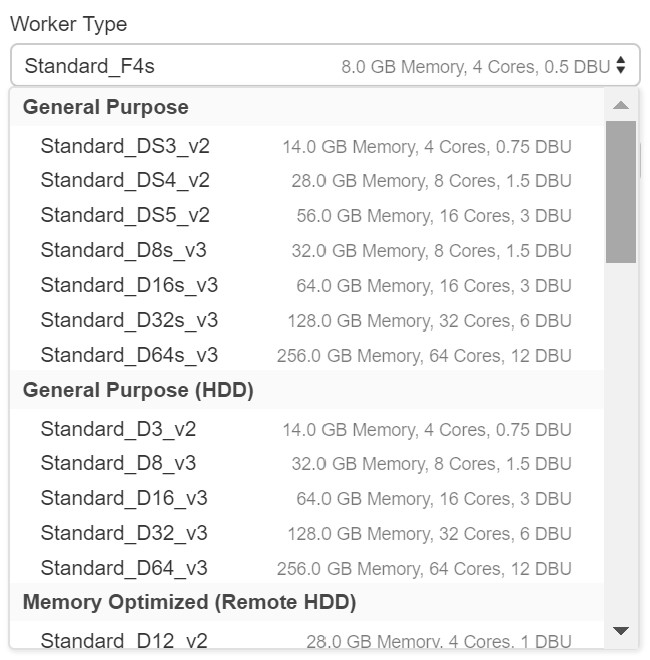 Worker Type
Standard_F4s 8.0 GB Memory, 4 Cores, 0.5 DBU
General Purpose
Standard_DS3_v2 14.0 GB Memory, 4 Cores, 0.75 DBU
Standard_DS4_v2 28.0 GB Memory, 8 Cores, 1.5 DBU
Standard_DS5_v2 56.0 GB Memory, 16 Cores, 3 DBU
Standard_D8s_v3 32.0 GB Memory, 8 Cores, 1.5 DBU
Standard_D16s_v3 64.0 GB Memory, 16 Cores, 3 DBU
Standard_D32s_v3 128.0 GB Memory, 32 Cores, 6 DBU
Standard_D64s_v3 256.0 GB Memory, 64 Cores, 12 DBU
General Purpose (HDD)
Standard_D3_v2 14.0 GB Memory, 4 Cores, 0.75 DBU
Standard_D8_v3 32.0 GB Memory, 8 Cores, 1.5 DBU
Standard_D16_v3 64.0 GB Memory, 16 Cores, 3 DBU
Standard_D32_v3 128.0 GB Memory, 32 Cores, 6 DBU
Standard_D64_v3 256.0 GB Memory, 64 Cores, 12 DBU
Memory Optimized (Remote HDD)
Standard_D12_v2 28.0 GB Memory, 4 Cores, 1 DBU